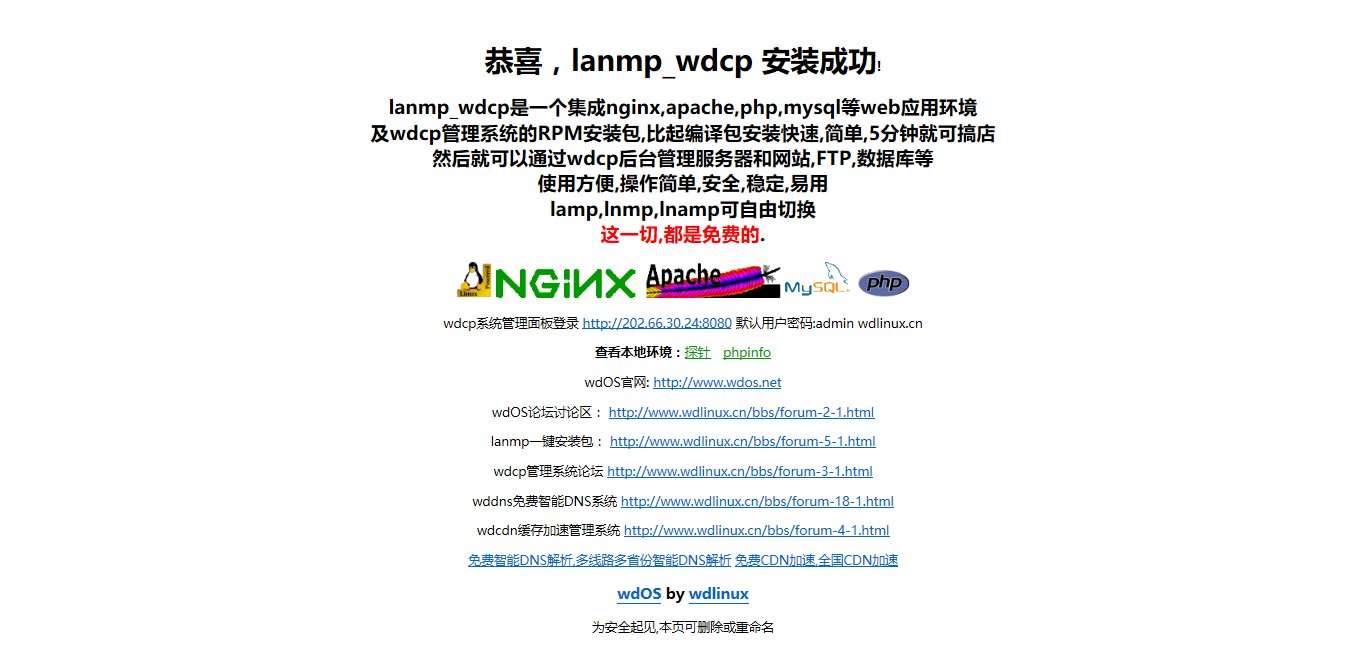 恭喜，lanmp_wdcp 安装成功!
lanmp_wdcp是一个集成nginx,apache,php,mysql等web应用环境
及wdcp管理系统的RPM安装包,比起编译包安装快速,简单,5分钟就可搞店
然后就可以通过wdcp后台管理服务器和网站,FTP,数据库等
使用方便,操作简单,安全,稳定,易用
lamp,lnmp,lnamp可自由切换
这一切,都是免费的.
Linux Powered NGiNX Apache MySQL php
wdcp系统管理面板登录 http://202.66.30.24:8080 默认用户密码:admin wdlinux.cn
查看本地环境：探针 phpinfo
wdOS官网: http://www.wdos.net
wdOS论坛讨论区： http://www.wdlinux.cn/bbs/forum-2-1.html
lanmp一键安装包： http://www.wdlinux.cn/bbs/forum-5-1.html
wdcp管理系统论坛 http://www.wdlinux.cn/bbs/forum-3-1.html
wddns免费智能DNS系统 http://www.wdlinux.cn/bbs/forum-18-1.html
wdcdn缓存加速管理系统 http://www.wdlinux.cn/bbs/forum-4-1.html
免费智能DNS解析,多线路多省份智能DNS解析 免费CDN加速,全国CDN加速
wdOS by wdlinux
为安全起见,本页可删除或重命名